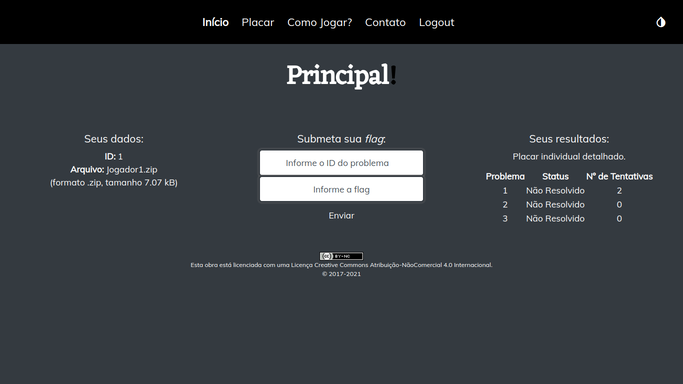 Início Placar Como Jogar? Contato Logout
Principal!
Seus dados:
ID: 1
Arquivo: Jogador1.zip
(formato .zip, tamanho 7.07 kB)
Submeta sua flag:
Informe o ID do problema
Informe a flag
Enviar
Seus resultados:
Placar individual detalhado.
Problema Status Nº de Tentativas
1 Não Resolvido 2
2 Não Resolvido 0
3 Não Resolvido 0
BY-NC
Esta obra está licenciada com uma Licença Creative Commons Atribuição-NãoComercial 4.0 Internacional.
© 2017-2021